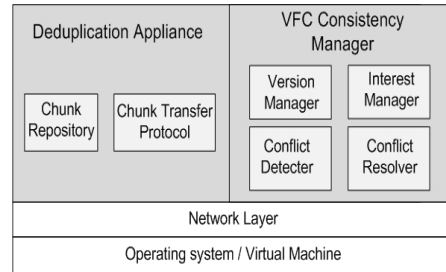 Deduplication Appliance
Chunk
Repository
Chunk Transfer
Protocol
VFC Consistency
Manager
Version
Manager
Interest
Manager
Conflict
Detecter
Conflict
Resolver
Network Layer
Operating system / Virtual Machine